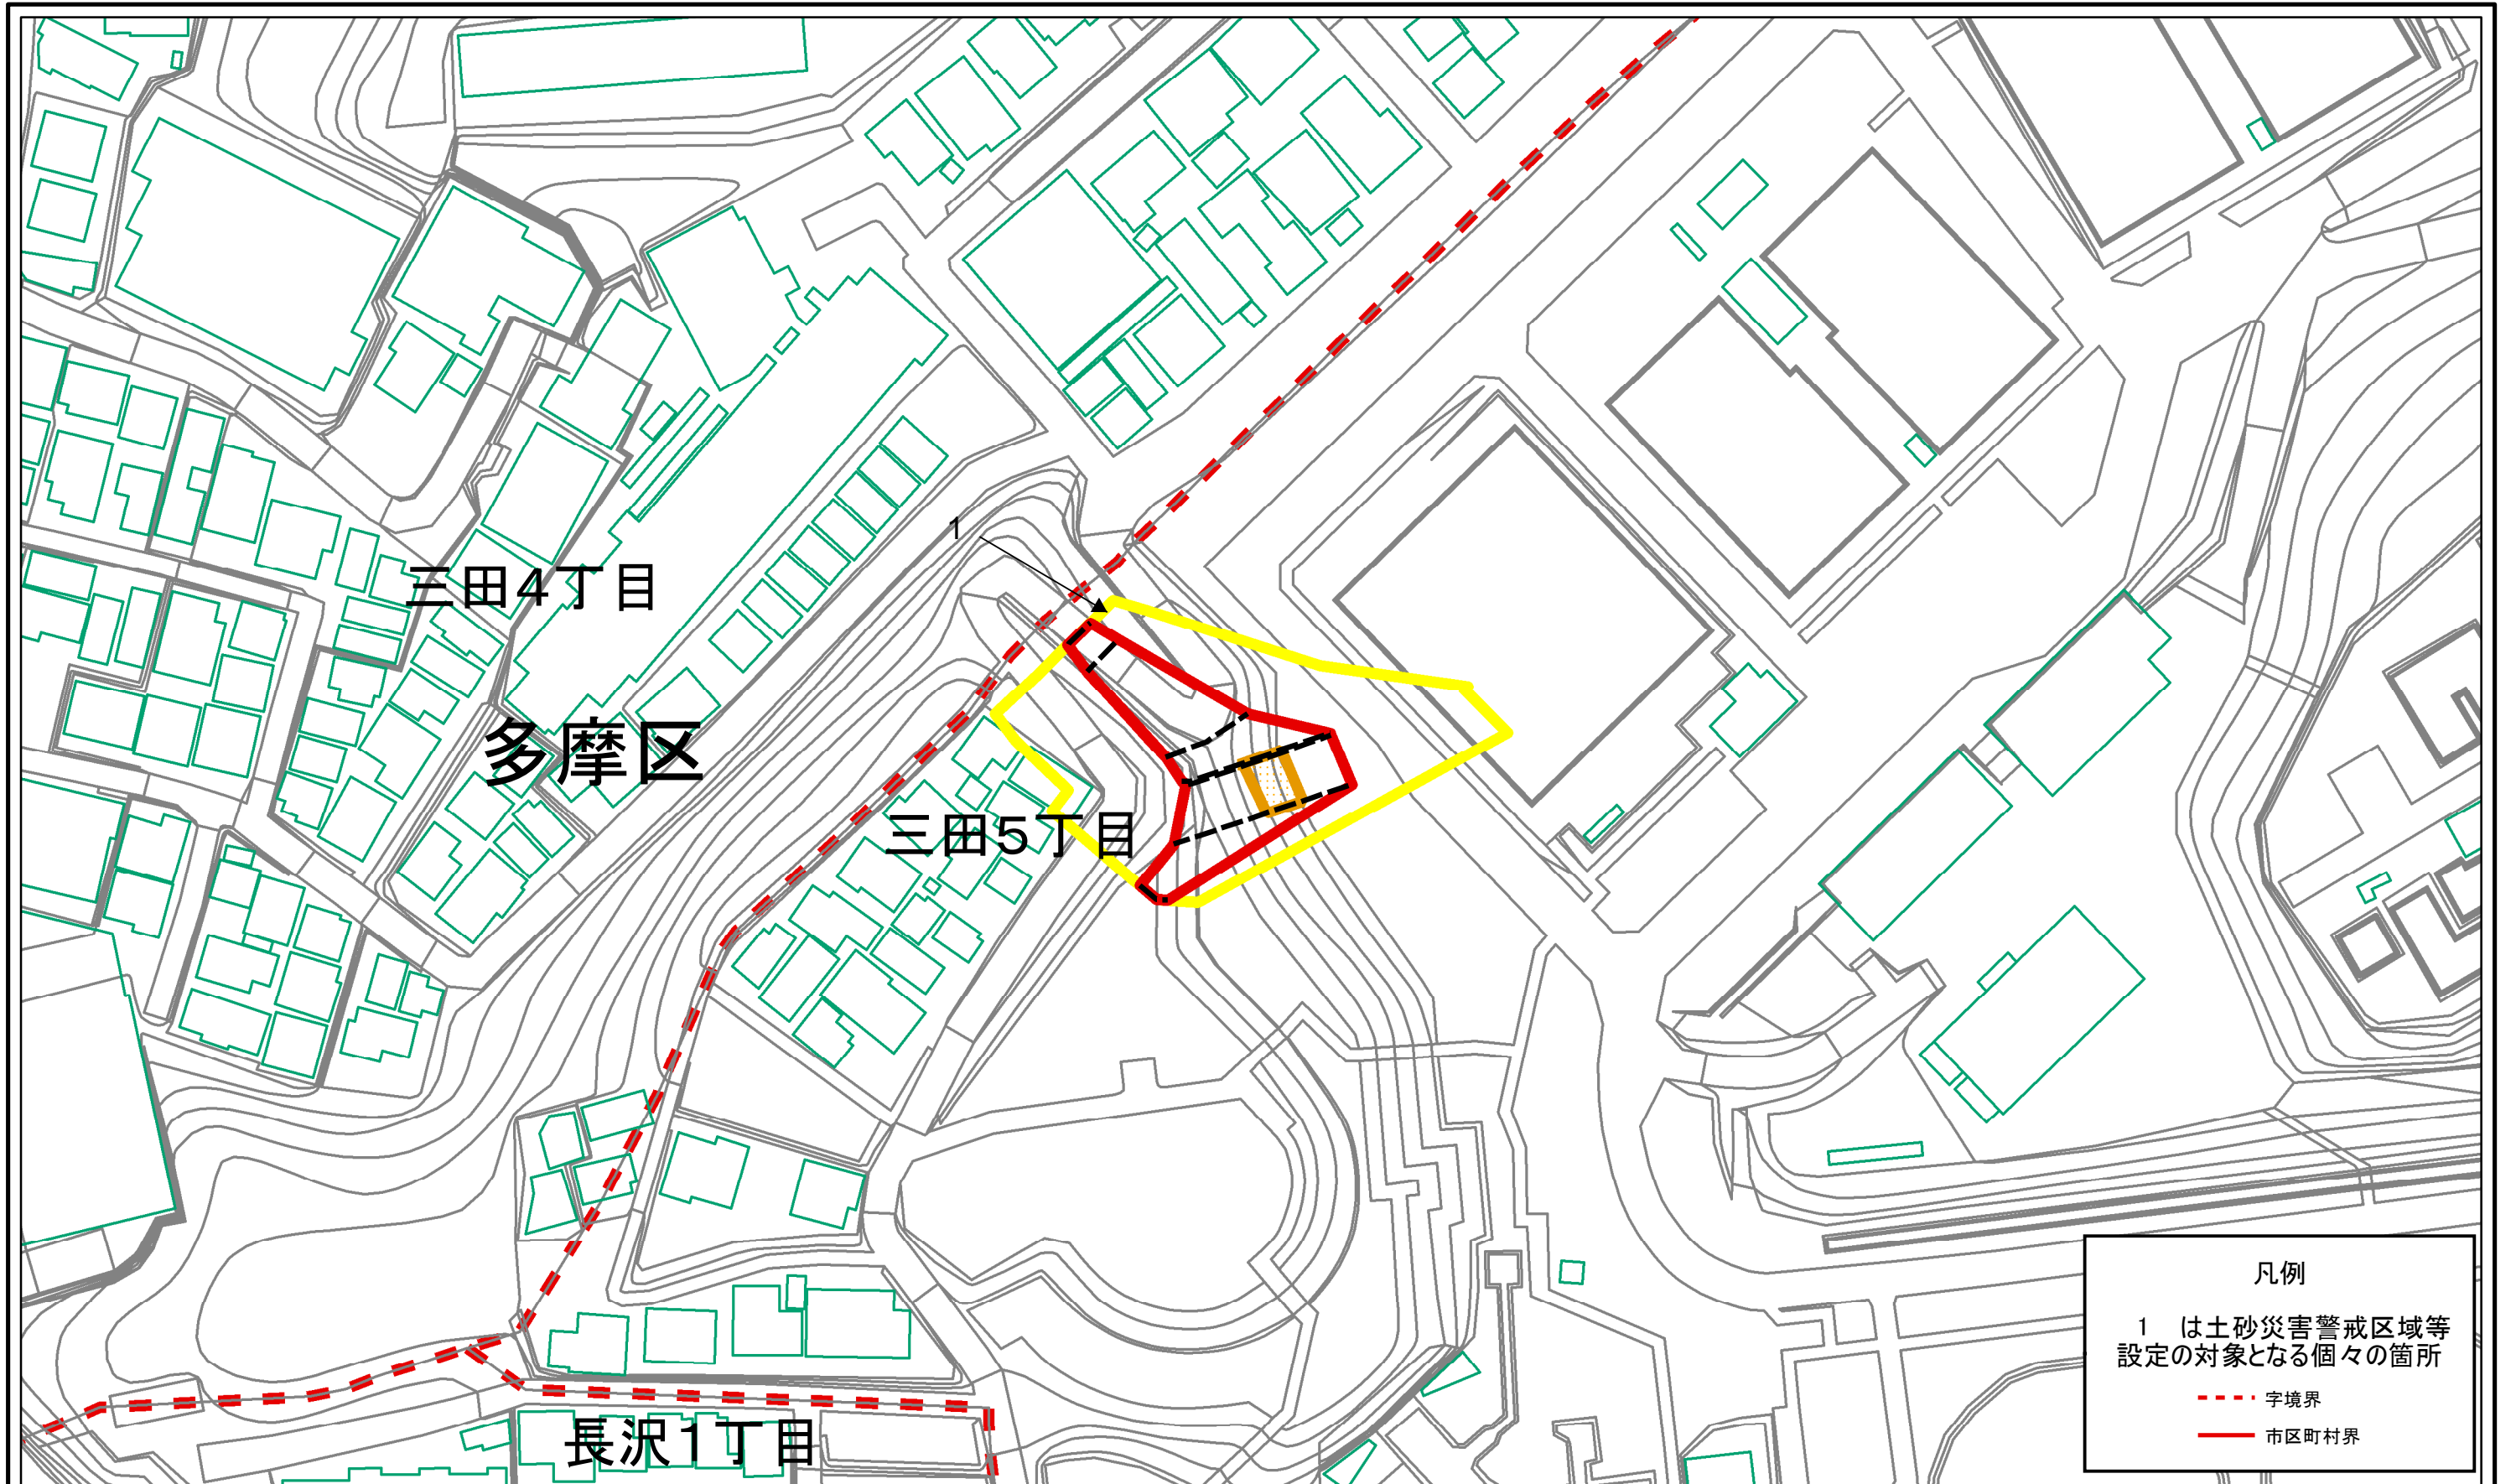 1
三田4丁目
多摩区
三田5丁目
長沢1丁目
凡例
1 は土砂災害警戒区域等
設定の対象となる個々の箇所
字境界
市区町村界